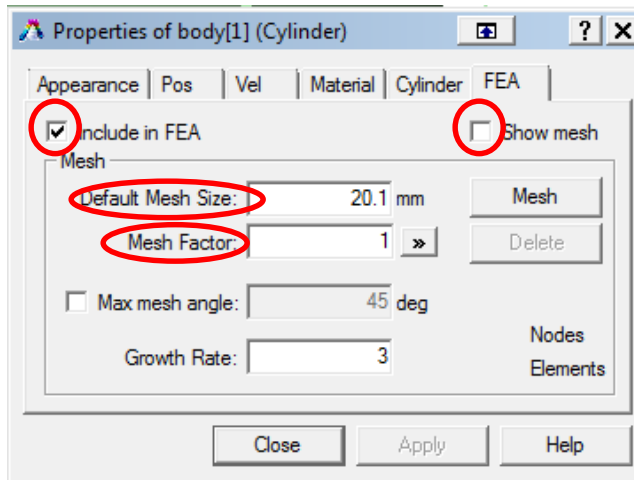 Properties of body[1] (Cylinder) ? x
Appearance Pos Vel Material Cylinder FEA
Include in FEA Show mesh
Mesh
Default Mesh Size: 20.1 mm Mesh
Mesh Factor: 1 » Delete
Max mesh angle: 45 deg
Nodes
Growth Rate: 3
Elements
Close Apply Help